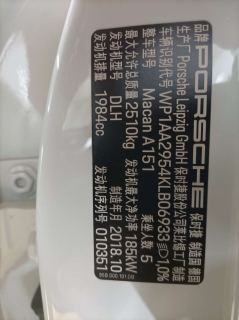 品牌 PORSCHE 保时捷 制造国 德国
生产厂 Porsche Leipzig GmbH 保时捷股份公司莱比锡工厂 制造
车辆识别代号 WP1AA2954KLB06933 1,0%
整车型号 Macan A151 乘坐人数 5
最大允许总质量 2510kg 发动机最大净功率 185kW
发动机型号 DLH 制造年月 2018.10
发动机排量 1984cc 发动机序列号 010351